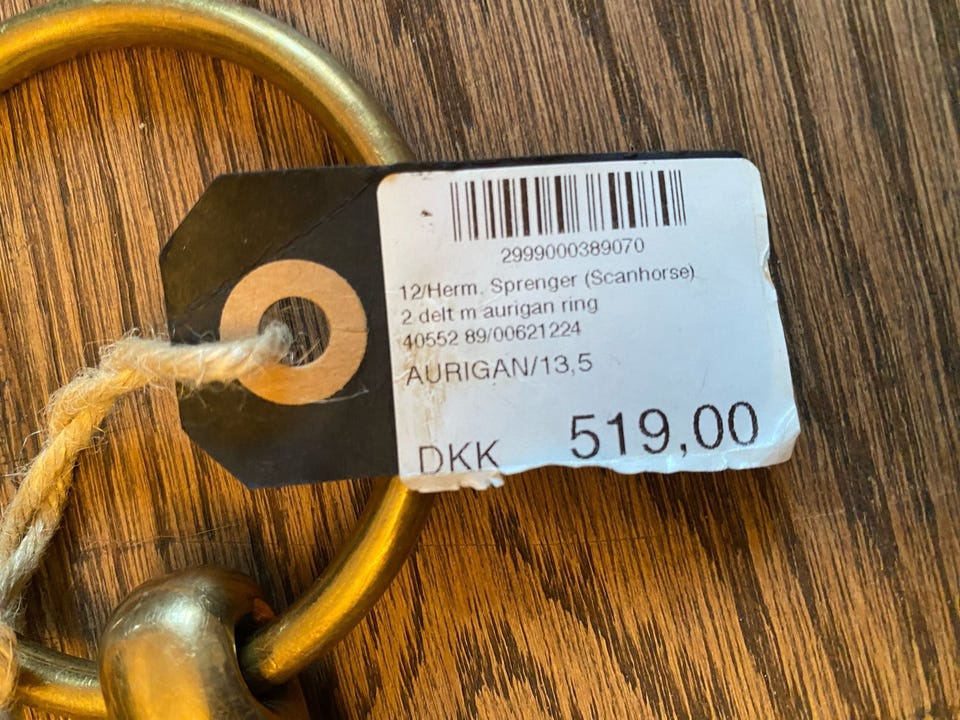 2999000389070
12/Herm. Sprenger (Scanhorse)
2 delt m aurigan ring
40552 89/00621224
AURIGAN/13,5
DKK 519,00